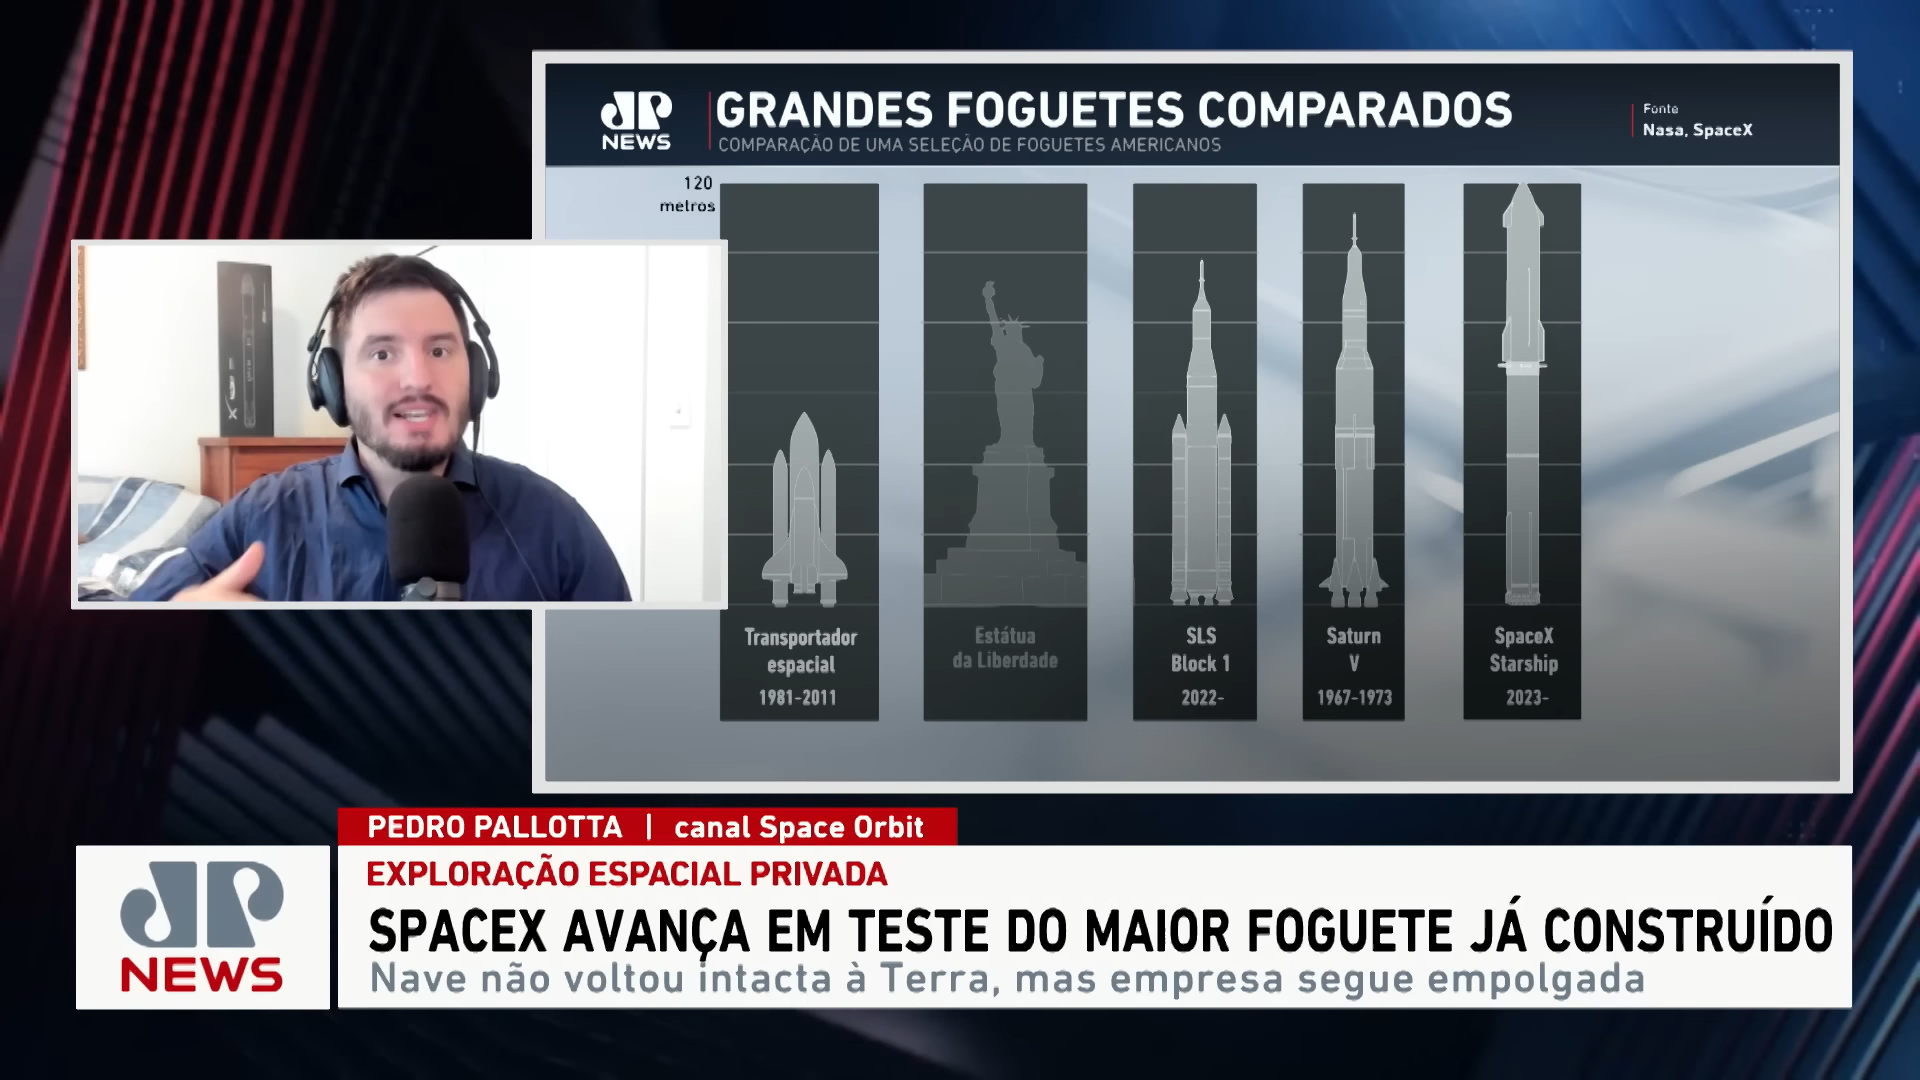 JP
NEWS
GRANDES FOGUETES COMPARADOS
COMPARAÇÃO DE UMA SELEÇÃO DE FOGUETES AMERICANOS
Fonte
Nasa, SpaceX
120
metros
X
Transportador
espacial
1981-2011
Estátua
da Liberdade
SLS
Block 1
2022-
Saturn
V
1967-1973
SpaceX
Starship
2023-
PEDRO PALLOTTA | canal Space Orbit
EXPLORAÇÃO ESPACIAL PRIVADA
SPACEX AVANÇA EM TESTE DO MAIOR FOGUETE JÁ CONSTRUÍDO
Nave não voltou intacta à Terra, mas empresa segue empolgada
JP
NEWS